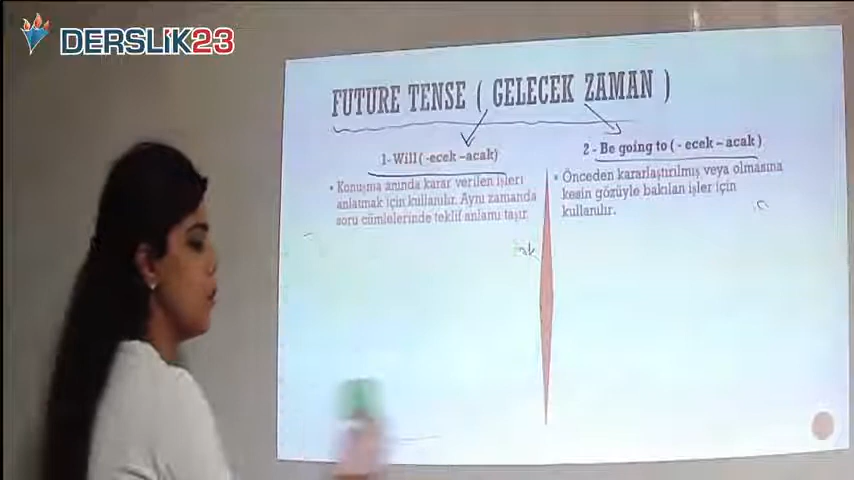 DERSLİK23
FUTURE TENSE ( GELECEK ZAMAN )
1- Will ( -ecek –acak)
• Konuşma anında karar verilen işleri
anlatmak için kullanılır. Aynı zamanda
soru cümlelerinde teklif anlamı taşır.
2 - Be going to ( - ecek – acak )
• Önceden kararlaştırılmış veya olmasına
kesin gözüyle bakılan işler için
kullanılır.